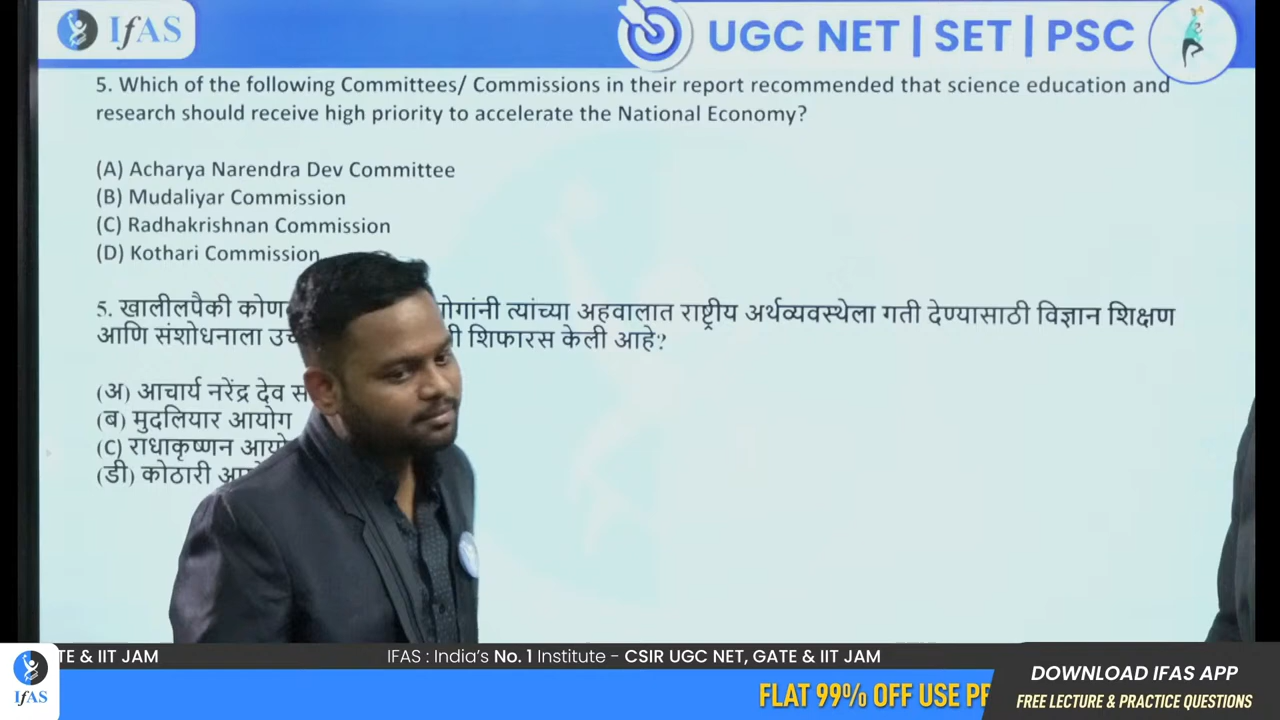 IfAS
UGC NET | SET | PSC
5. Which of the following Committees/ Commissions in their report recommended that science education and
research should receive high priority to accelerate the National Economy?
(A) Acharya Narendra Dev Committee
(B) Mudaliyar Commission
(C) Radhakrishnan Commission
(D) Kothari Commission
5. खालीलपैकी त्यांच्या अहवालात राष्ट्रीय अर्थव्यवस्थेला गती देण्यासाठी विज्ञान शिक्षण
आणि संशोधनाला शिफारस केली आहे?
(अ) आचार्य नरेंद्र देव
(ब) मुदलियार आयोग
(C) राधाकृष्णन
(डी) कोठारी
TE & IIT JAM IFAS : India's No. 1 Institute - CSIR UGC NET, GATE & IIT JAM
DOWNLOAD IFAS APP
IfAS
FLAT 99% OFF USE
FREE LECTURE & PRACTICE QUESTIONS